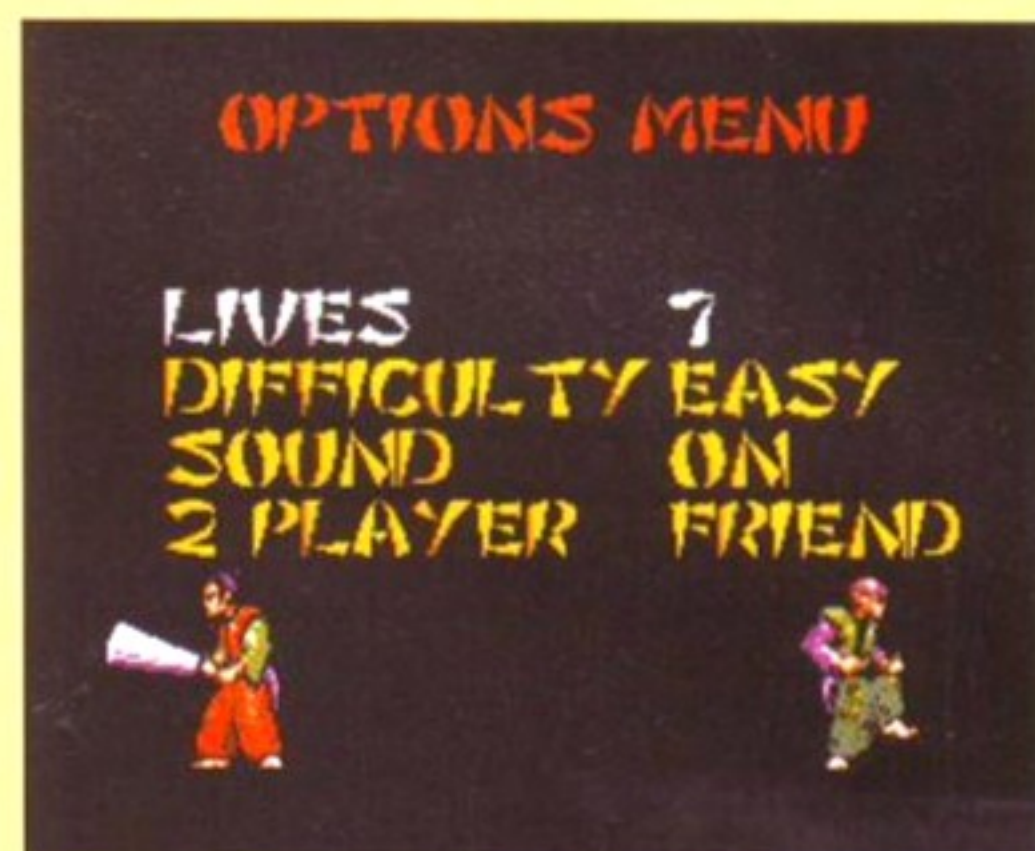 OPTIONS MENU
LIVES 7
DIFFICULTY EASY
SOUND ON
2 PLAYER FRIEND